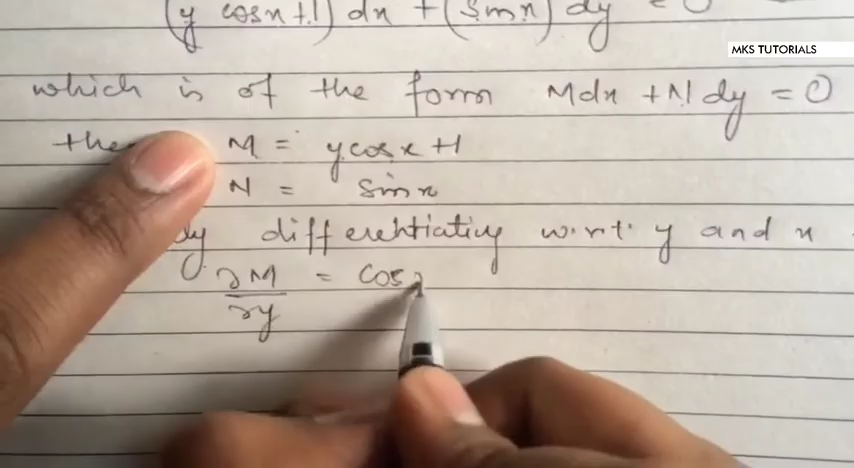 (y cosx+1) dx + (sinx) dy = 0
MKS TUTORIALS
which is of the form Mdx + N dy = 0
M = ycosx+1
N = sinx
differentiating w.r.t. y and x
∂M/∂y = cos